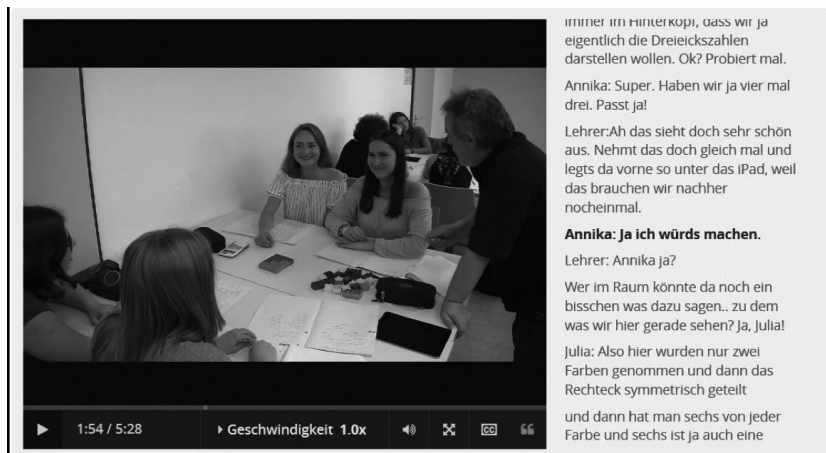 immer im Hinterkopf, dass wir ja
eigentlich die Dreieickszahlen
darstellen wollen. Ok? Probiert mal.
Annika: Super. Haben wir ja vier mal
drei. Passt ja!
Lehrer:Ah das sieht doch sehr schön
aus. Nehmt das doch gleich mal und
legts da vorne so unter das iPad, weil
das brauchen wir nachher
nocheinmal.
Annika: Ja ich würds machen.
Lehrer: Annika ja?
Wer im Raum könnte da noch ein
bisschen was dazu sagen.. zu dem
was wir hier gerade sehen? Ja, Julia!
Julia: Also hier wurden nur zwei
Farben genommen und dann das
Rechteck symmetrisch geteilt
und dann hat man sechs von jeder
Farbe und sechs ist ja auch eine
1:54 / 5:28
Geschwindigkeit 1.0x
CC